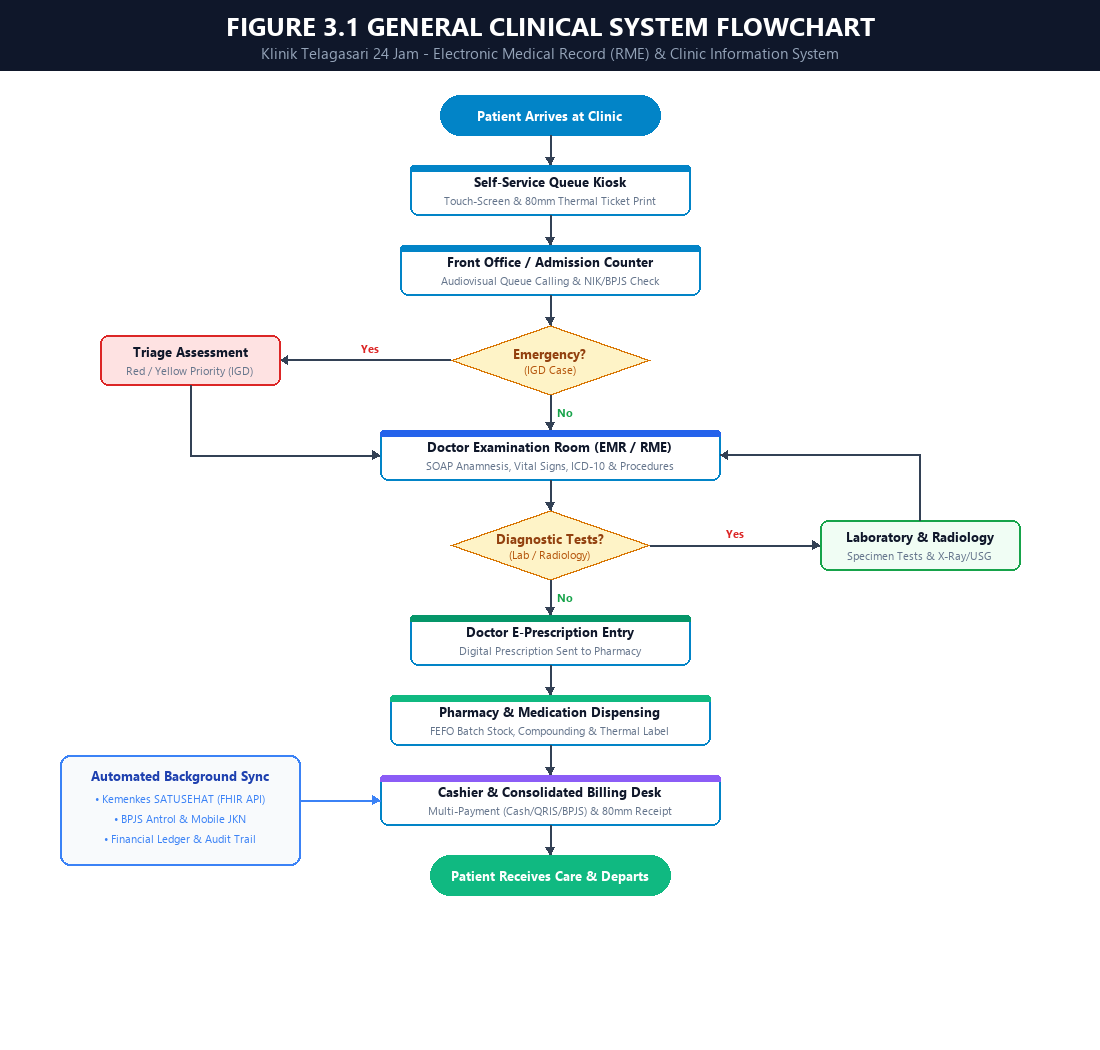 FIGURE 3.1 GENERAL CLINICAL SYSTEM FLOWCHART
Klinik Telagasari 24 Jam - Electronic Medical Record (RME) & Clinic Information System
Patient Arrives at Clinic
Self-Service Queue Kiosk
Touch-Screen & 80mm Thermal Ticket Print
Front Office / Admission Counter
Audiovisual Queue Calling & NIK/BPJS Check
Emergency?
(IGD Case)
Yes
Triage Assessment
Red / Yellow Priority (IGD)
No
Doctor Examination Room (EMR / RME)
SOAP Anamnesis, Vital Signs, ICD-10 & Procedures
Diagnostic Tests?
(Lab / Radiology)
Yes
Laboratory & Radiology
Specimen Tests & X-Ray/USG
No
Doctor E-Prescription Entry
Digital Prescription Sent to Pharmacy
Pharmacy & Medication Dispensing
FEFO Batch Stock, Compounding & Thermal Label
Automated Background Sync
• Kemenkes SATUSEHAT (FHIR API)
• BPJS Antrol & Mobile JKN
• Financial Ledger & Audit Trail
Cashier & Consolidated Billing Desk
Multi-Payment (Cash/QRIS/BPJS) & 80mm Receipt
Patient Receives Care & Departs